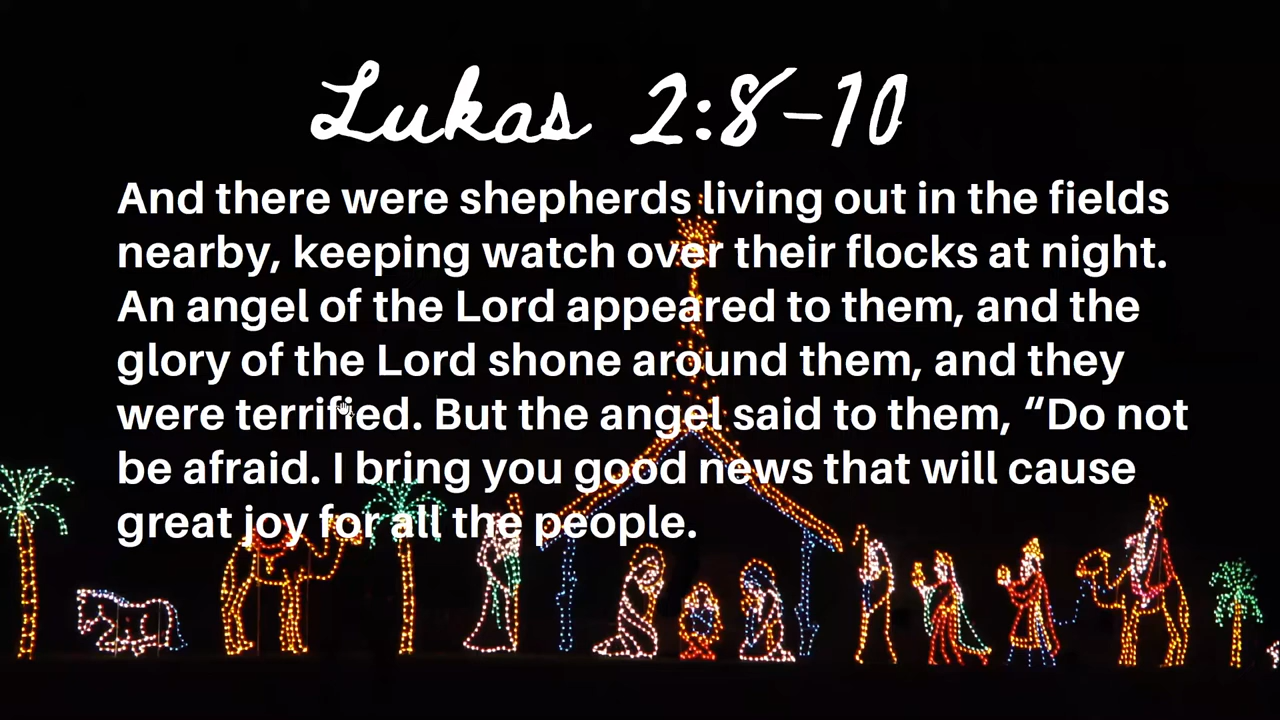 Lukas 2:8-10
And there were shepherds living out in the fields
nearby, keeping watch over their flocks at night.
An angel of the Lord appeared to them, and the
glory of the Lord shone around them, and they
were terrified. But the angel said to them, “Do not
be afraid. I bring you good news that will cause
great joy for all the people.